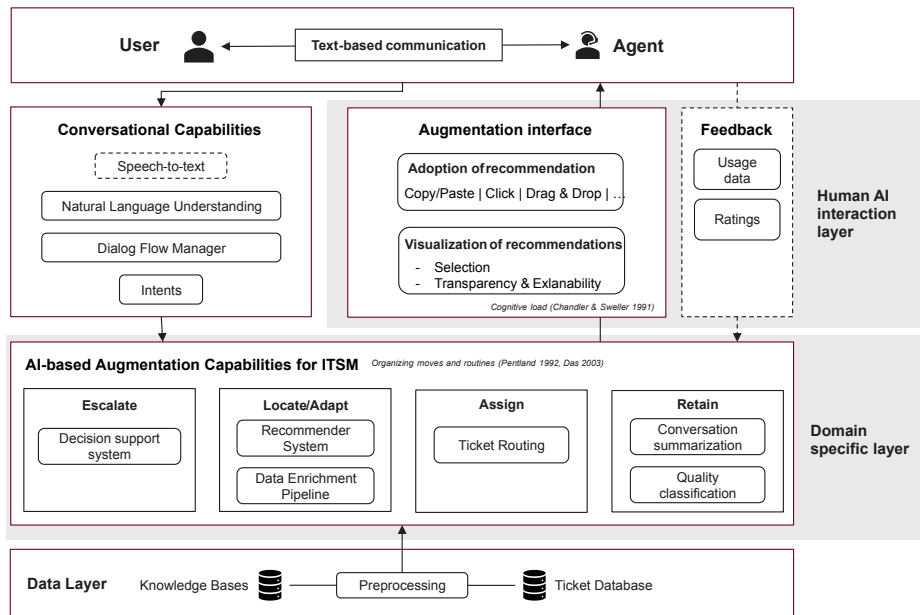 User
Text-based communication
Agent
Conversational Capabilities
Speech-to-text
Natural Language Understanding
Dialog Flow Manager
Intents
Augmentation interface
Adoption of recommendation
Copy/Paste | Click | Drag & Drop | ...
Visualization of recommendations
- Selection
- Transparency & Exlanability
Cognitive load (Chandler & Sweller 1991)
Feedback
Usage
data
Ratings
Human AI
interaction
layer
AI-based Augmentation Capabilities for ITSM
Organizing moves and routines (Pentland 1992, Das 2003)
Escalate
Decision support
system
Locate/Adapt
Recommender
System
Data Enrichment
Pipeline
Assign
Ticket Routing
Retain
Conversation
summarization
Quality
classification
Domain
specific layer
Data Layer
Knowledge Bases
Preprocessing
Ticket Database